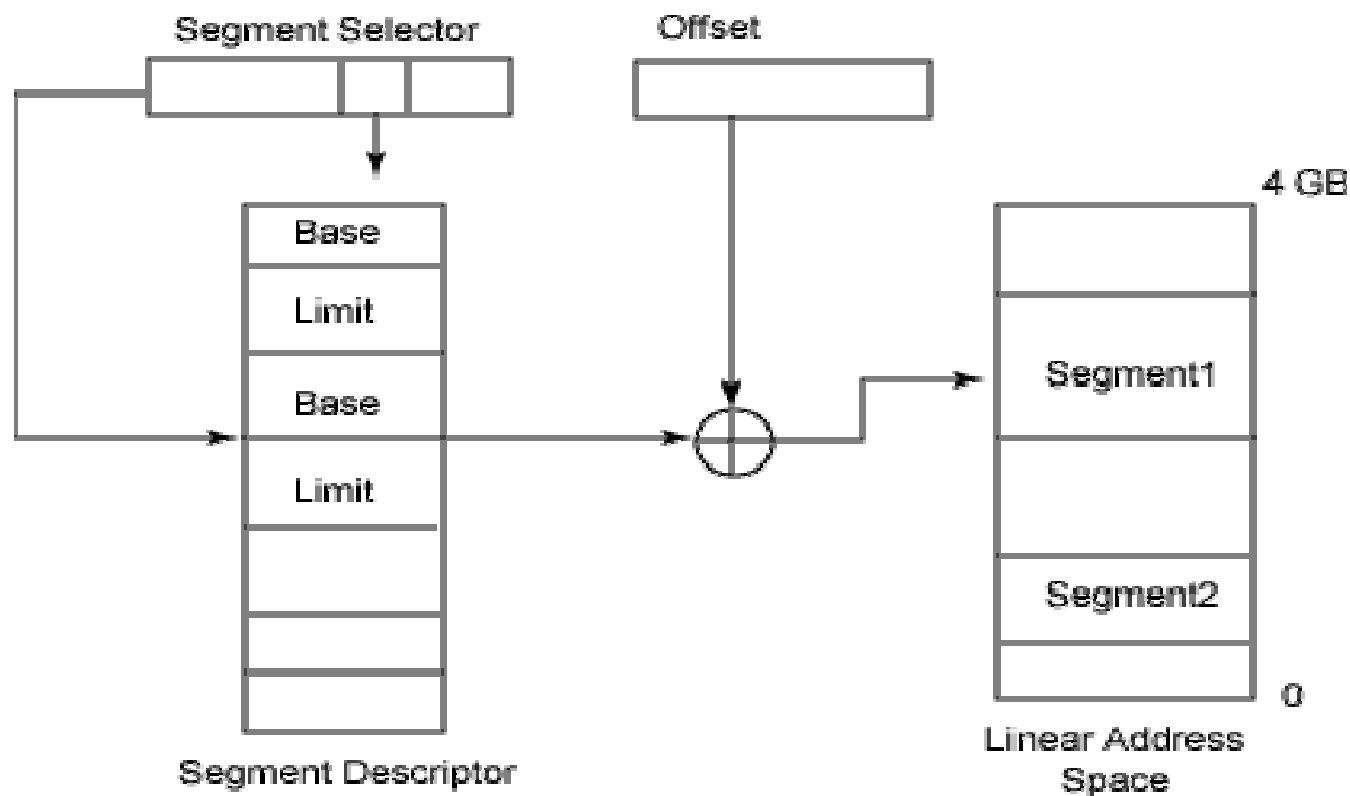 Segment Selector
Offset
4 GB
Base
Limit
Base
Limit
Segment1
Segment2
0
Segment Descriptor
Linear Address
Space